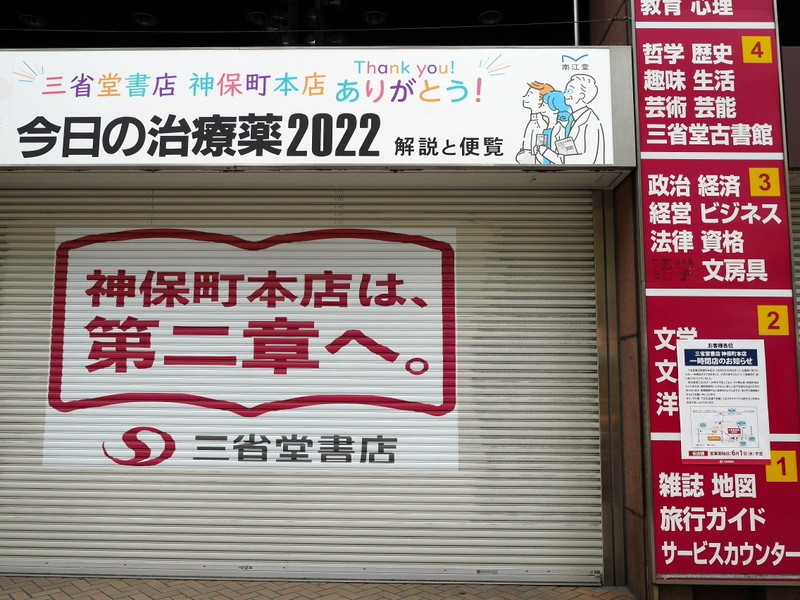 Thank you!
三省堂書店 神保町本店 ありがとう!
今日の治療薬2022 解説と便覧
南江堂
神保町本店は、
第二章へ。
三省堂書店
教育 心理
哲学 歴史 4
趣味 生活
芸術 芸能
三省堂古書館
政治 経済 3
経営 ビジネス
法律 資格
文房具
2
文学
文
洋
お客様各位
三省堂書店 神保町本店
一時閉店のお知らせ
6月1日(水)予定
1
雑誌 地図
旅行ガイド
サービスカウンター